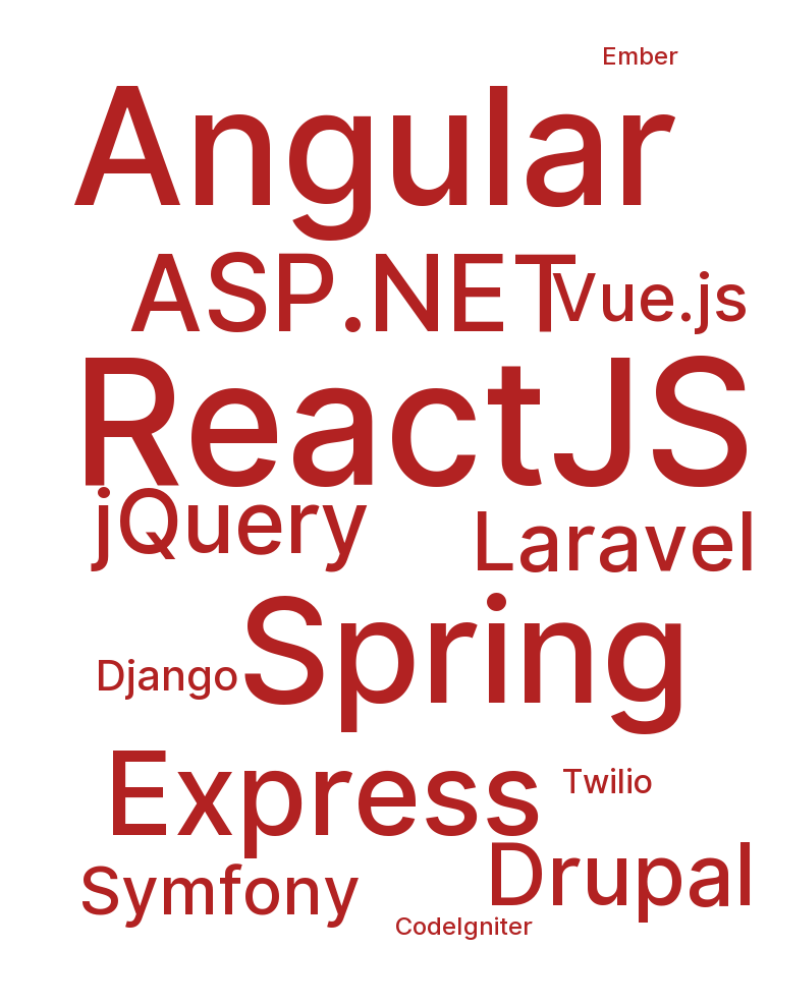 Ember
Angular
ASP.NET
Vue.js
ReactJS
jQuery
Laravel
Spring
Django
Express
Twilio
Drupal
Symfony
CodeIgniter